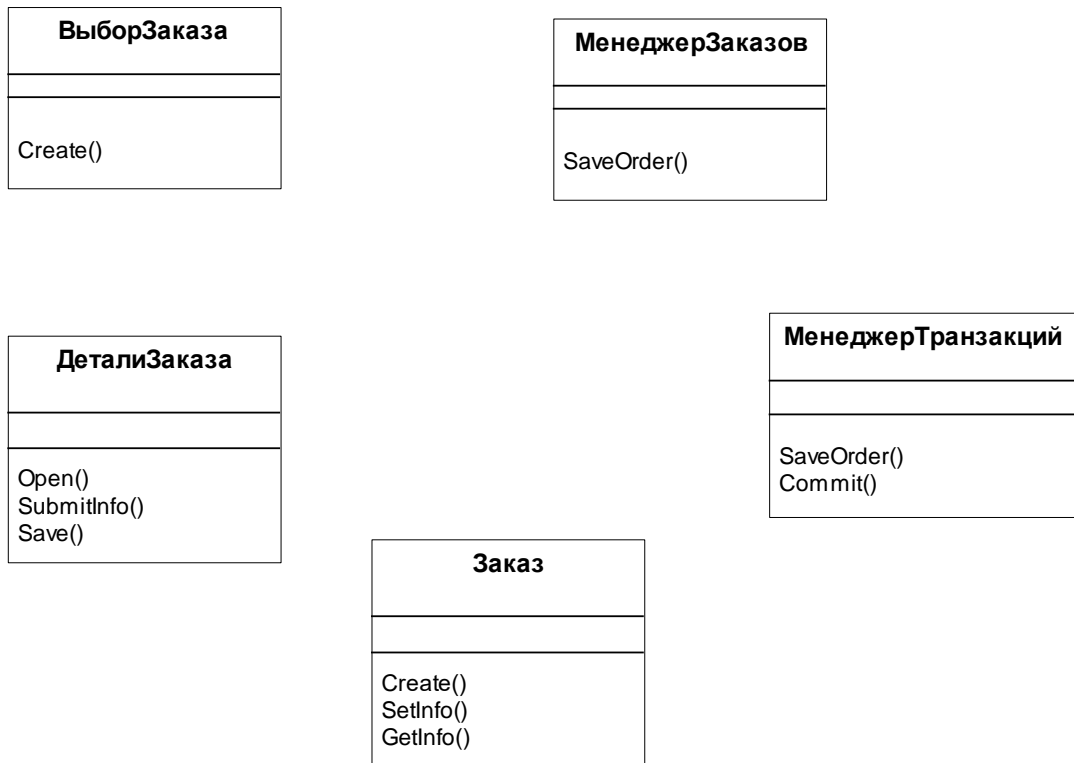 ВыборЗаказа
Create()
МенеджерЗаказов
SaveOrder()
ДеталиЗаказа
Open()
SubmitInfo()
Save()
МенеджерТранзакций
SaveOrder()
Commit()
Заказ
Create()
SetInfo()
GetInfo()